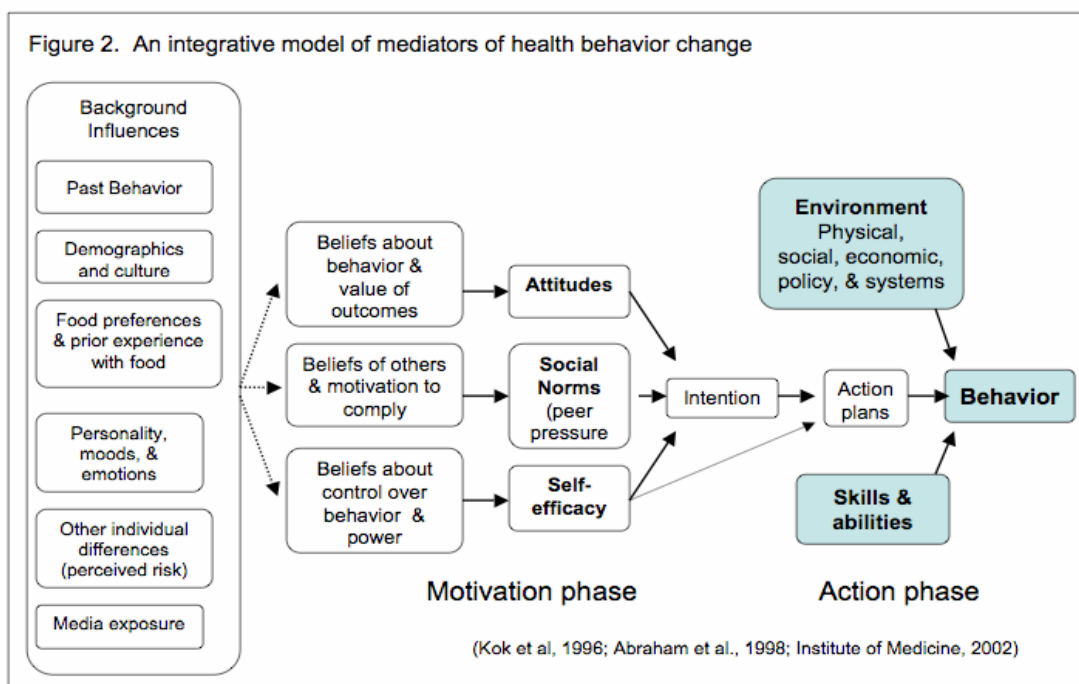 Figure 2.  An integrative model of mediators of health behavior change
Background
Influences
Past Behavior
Demographics
and culture
Food preferences
& prior experience
with food
Personality,
moods, &
emotions
Other individual
differences
(perceived risk)
Media exposure
Beliefs about
behavior &
value of
outcomes
Beliefs of others
& motivation to
comply
Beliefs about
control over
behavior  &
power
Attitudes
Social
Norms
(peer
pressure
Self-
efficacy
Intention
Action
plans
Environment
Physical,
social, economic,
policy, & systems
Behavior
Skills &
abilities
Motivation phase
Action phase
(Kok et al, 1996; Abraham et al., 1998; Institute of Medicine, 2002)